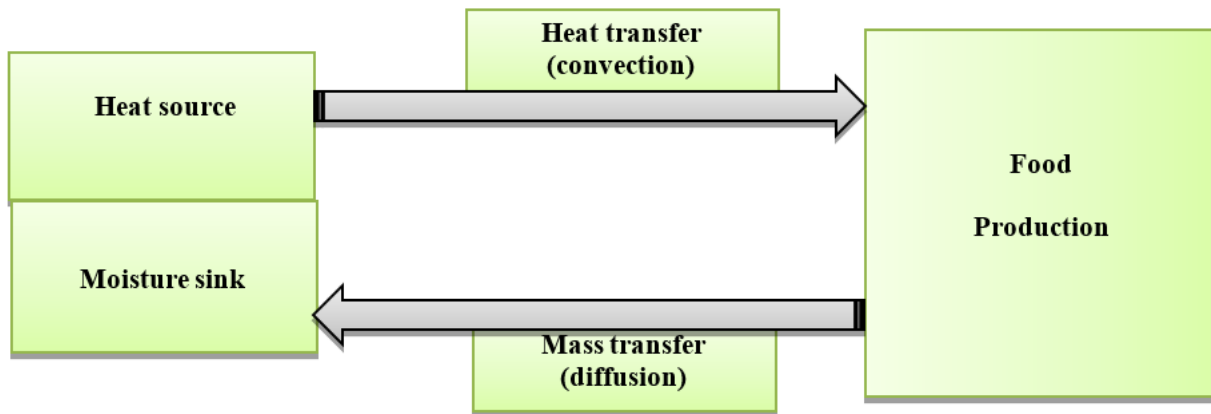 Heat transfer
(convection)
Heat source
Food
Production
Moisture sink
Mass transfer
(diffusion)